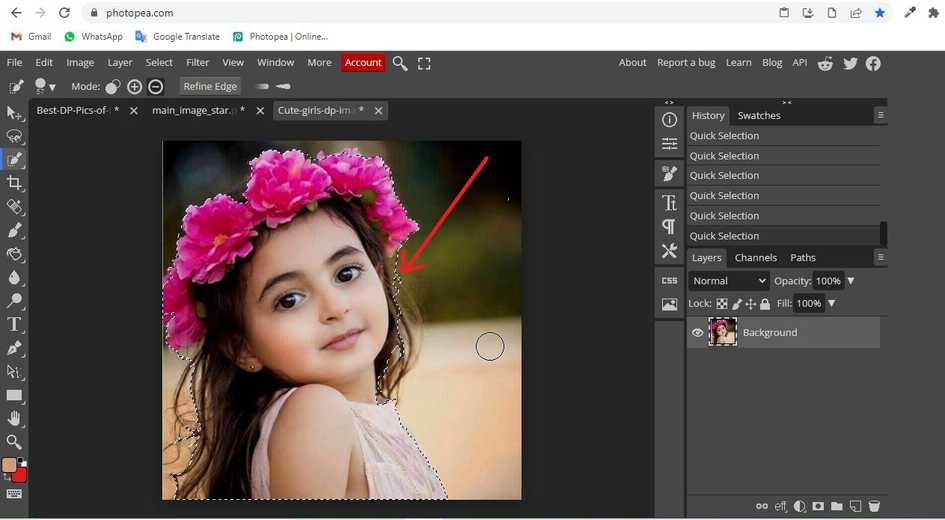 photopea.com
Gmail WhatsApp Google Translate Photopea | Online...
File Edit Image Layer Select Filter View Window More Account About Report a bug Learn Blog API
Mode: Refine Edge
Best-DP-Pics-of- * main_image_star.p * Cute-girls-dp-ima *
History Swatches
Quick Selection
Quick Selection
Quick Selection
Quick Selection
Quick Selection
Quick Selection
Layers Channels Paths
CSS
Normal Opacity: 100%
Lock: Fill: 100%
Background
eff